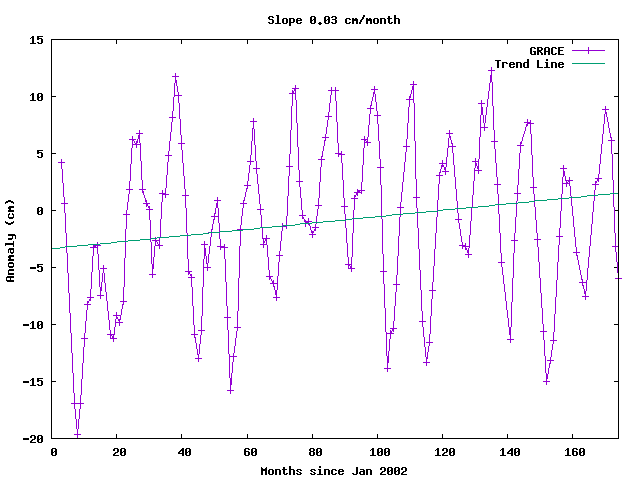 Slope 0.03 cm/month
GRACE
Trend Line
Anomaly (cm)
15
10
5
0
-5
-10
-15
-20
0 20 40 60 80 100 120 140 160
Months since Jan 2002